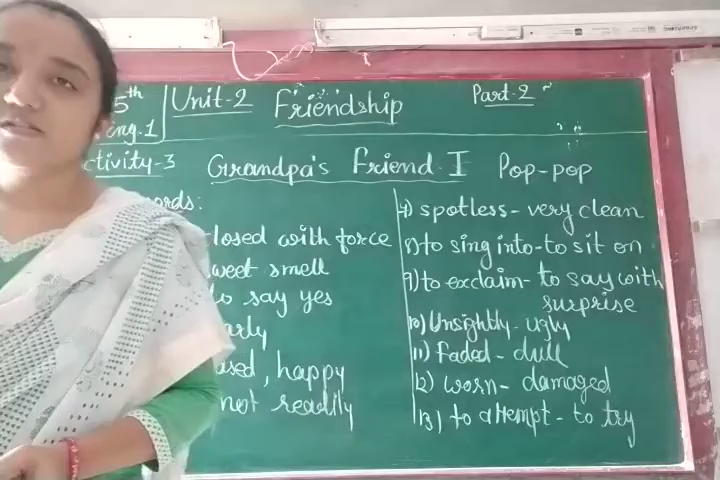 5th
Unit-2 Friendship Part-2
eng.1
ctivity-3 Grandpa's Friend-I Pop-pop
ords:
losed with force
weet smell
to say yes
arly
ased, happy
not readily
spotless - very clean
8) to sing into - to sit on
9) to exclaim - to say with
surprise
10) Unsightly - ugly
11) Faded - dull
12) worn - damaged
13) to attempt - to try